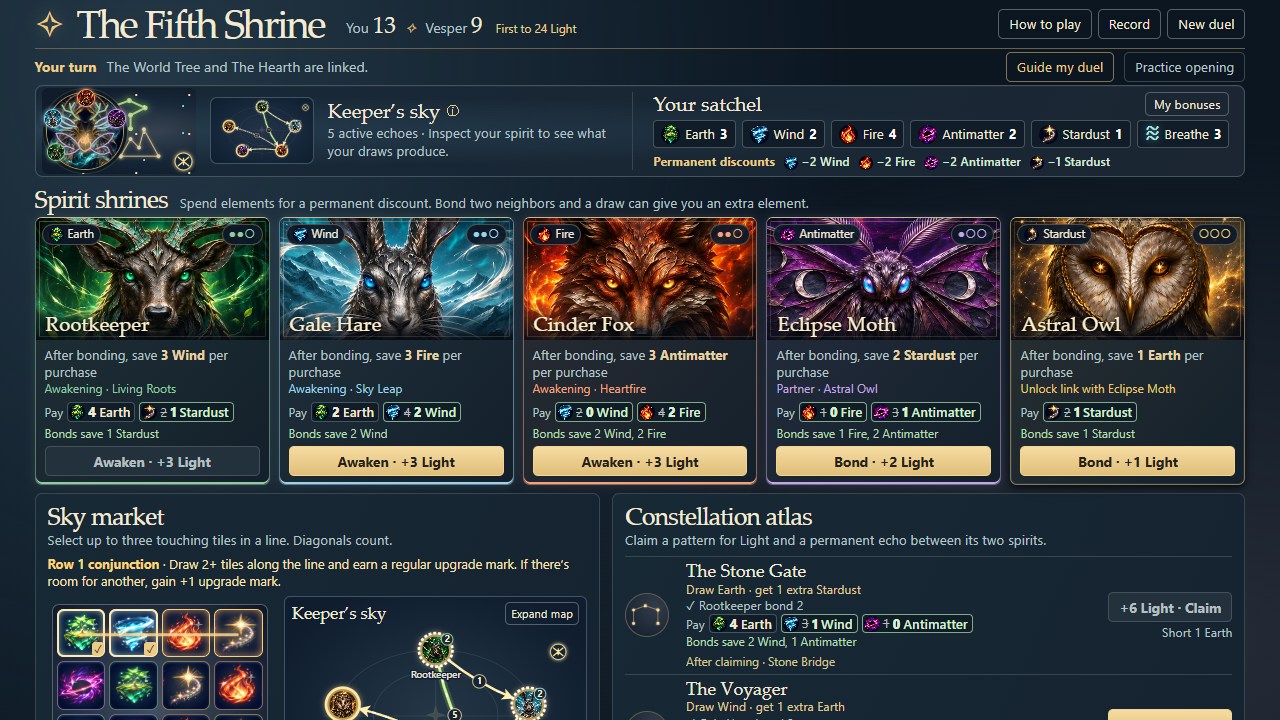 The Fifth Shrine
You 13 Vesper 9 First to 24 Light
How to play
Record
New duel
Your turn The World Tree and The Hearth are linked.
Guide my duel
Practice opening
Keeper's sky
5 active echoes · Inspect your spirit to see what
your draws produce.
Your satchel
My bonuses
Earth 3
Wind 2
Fire 4
Antimatter 2
Stardust 1
Breathe 3
Permanent discounts −2 Wind −2 Fire −2 Antimatter −1 Stardust
Spirit shrines Spend elements for a permanent discount. Bond two neighbors and a draw can give you an extra element.
Earth
Rootkeeper
After bonding, save 3 Wind per
purchase
Awakening · Living Roots
Pay 4 Earth 2 1 Stardust
Bonds save 1 Stardust
Awaken · +3 Light
Wind
Gale Hare
After bonding, save 3 Fire per
purchase
Awakening · Sky Leap
Pay 2 Earth 4 2 Wind
Bonds save 2 Wind
Awaken · +3 Light
Fire
Cinder Fox
After bonding, save 3 Antimatter
per purchase
Awakening · Heartfire
Pay 2 0 Wind 4 2 Fire
Bonds save 2 Wind, 2 Fire
Awaken · +3 Light
Antimatter
Eclipse Moth
After bonding, save 2 Stardust per
purchase
Partner · Astral Owl
Pay 1 0 Fire 3 1 Antimatter
Bonds save 1 Fire, 2 Antimatter
Bond · +2 Light
Stardust
Astral Owl
After bonding, save 1 Earth per
purchase
Unlock link with Eclipse Moth
Pay 2 1 Stardust
Bonds save 1 Stardust
Bond · +1 Light
Sky market
Select up to three touching tiles in a line. Diagonals count.
Row 1 conjunction · Draw 2+ tiles along the line and earn a regular upgrade mark. If there's
room for another, gain +1 upgrade mark.
Keeper's sky
Expand map
2
Rootkeeper
1
2
5
Constellation atlas
Claim a pattern for Light and a permanent echo between its two spirits.
The Stone Gate
Draw Earth · get 1 extra Stardust
✓ Rootkeeper bond 2
Pay 4 Earth 3 1 Wind 1 0 Antimatter
Bonds save 2 Wind, 1 Antimatter
After claiming · Stone Bridge
+6 Light · Claim
Short 1 Earth
The Voyager
Draw Wind · get 1 extra Earth